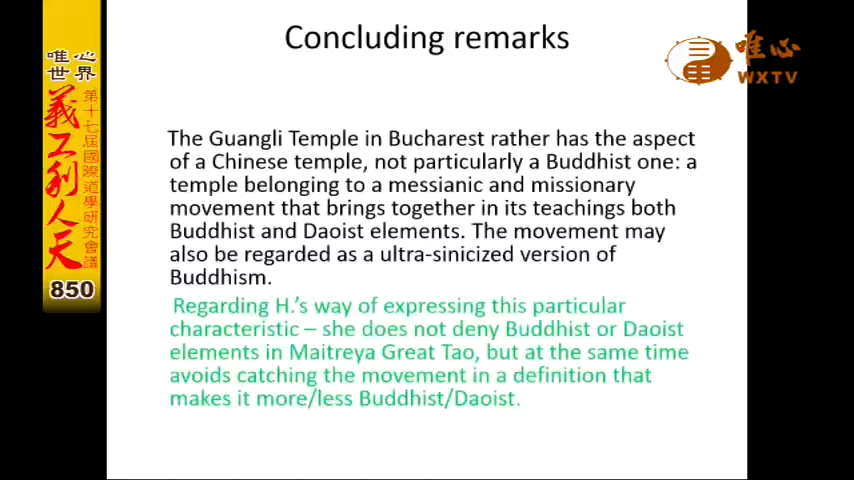 Concluding remarks
唯心
WXTV
唯心
世界
義工利人天
第十七屆國際道學研究會議
850
The Guangli Temple in Bucharest rather has the aspect
of a Chinese temple, not particularly a Buddhist one: a
temple belonging to a messianic and missionary
movement that brings together in its teachings both
Buddhist and Daoist elements. The movement may
also be regarded as a ultra-sinicized version of
Buddhism.
Regarding H.'s way of expressing this particular
characteristic – she does not deny Buddhist or Daoist
elements in Maitreya Great Tao, but at the same time
avoids catching the movement in a definition that
makes it more/less Buddhist/Daoist.